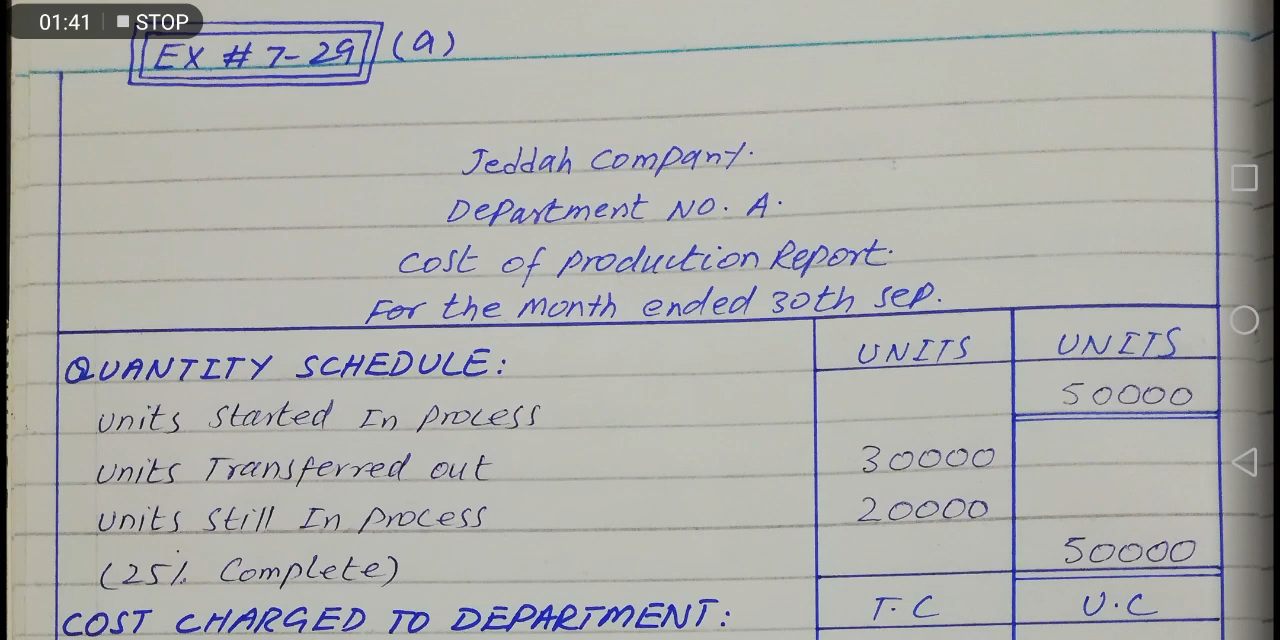 01:41 STOP
EX # 7-29 (a)
Jeddah Company.
Department No. A.
Cost of Production Report.
For the month ended 30th sep.
QUANTITY SCHEDULE: UNITS UNITS
units Started In process 50000
units Transferred out 30000
units Still In process 20000
(25% Complete) 50000
COST CHARGED TO DEPARTMENT: T.C U.C